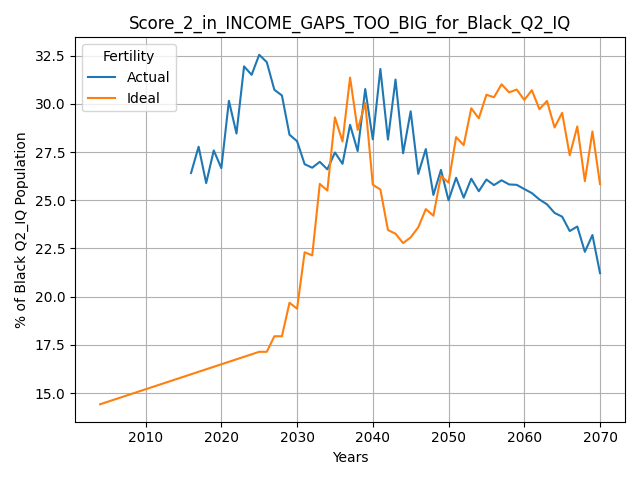 Score_2_in_INCOME_GAPS_TOO_BIG_for_Black_Q2_IQ
Fertility
Actual
Ideal
32.5
30.0
27.5
25.0
22.5
20.0
17.5
15.0
% of Black Q2_IQ Population
2010 2020 2030 2040 2050 2060 2070
Years